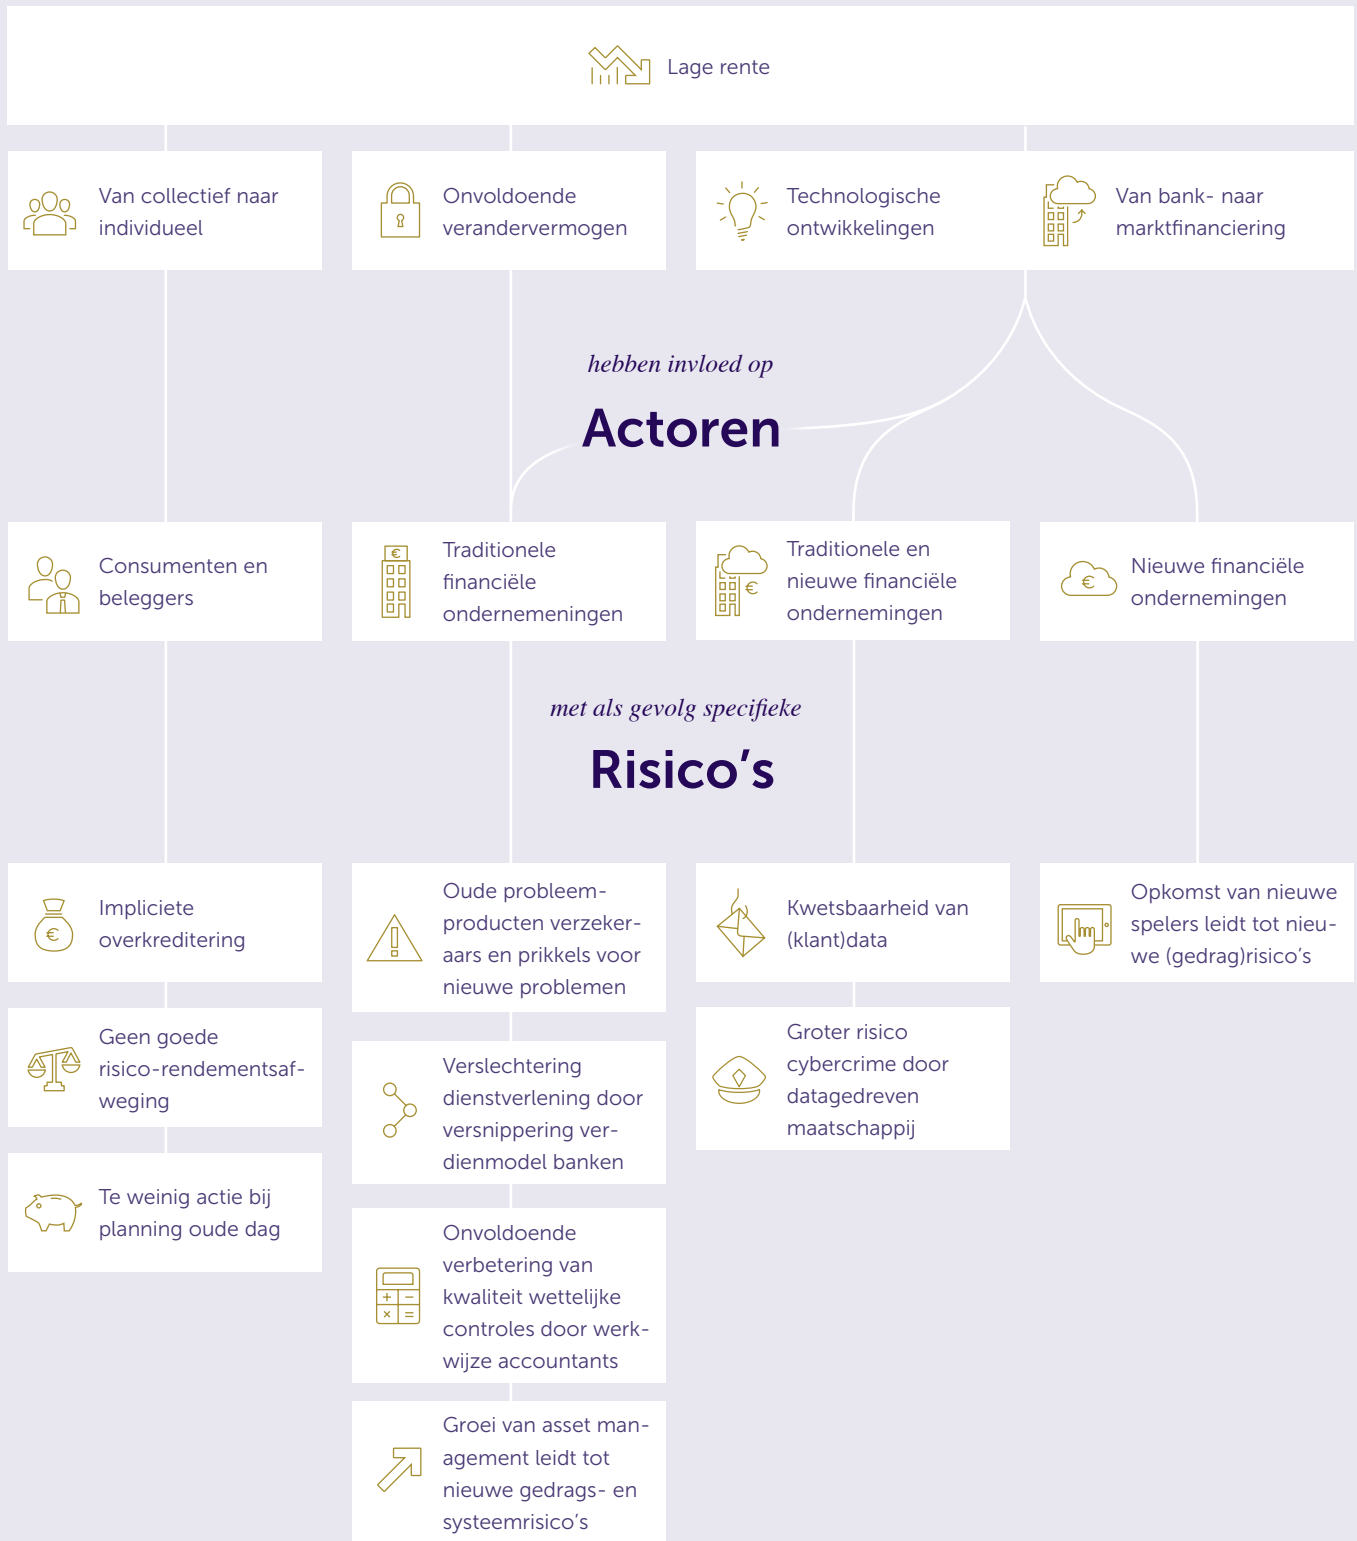 Lage rente
Van collectief naar
individueel
Onvoldoende
verandervermogen
Technologische
ontwikkelingen
Van bank- naar
marktfinanciering
hebben invloed op
Actoren
Consumenten en
beleggers
Traditionele
financiële
ondernemeningen
Traditionele en
nieuwe financiële
ondernemingen
Nieuwe financiële
ondernemingen
met als gevolg specifieke
Risico’s
Impliciete
overkreditering
Geen goede
risico-rendementsaf-
weging
Te weinig actie bij
planning oude dag
Oude probleem-
producten verzeker-
aars en prikkels voor
nieuwe problemen
Verslechtering
dienstverlening door
versnippering ver-
dienmodel banken
Onvoldoende
verbetering van
kwaliteit wettelijke
controles door werk-
wijze accountants
Groei van asset man-
agement leidt tot
nieuwe gedrags- en
systeemrisico’s
Kwetsbaarheid van
(klant)data
Groter risico
cybercrime door
datagedreven
maatschappij
Opkomst van nieuwe
spelers leidt tot nieu-
we (gedrag)risico’s